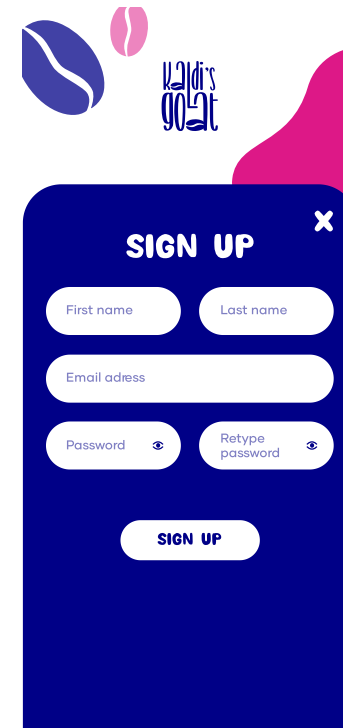 Kaldi's
goat
X
SIGN UP
First name
Last name
Email adress
Password
Retype
password
SIGN UP